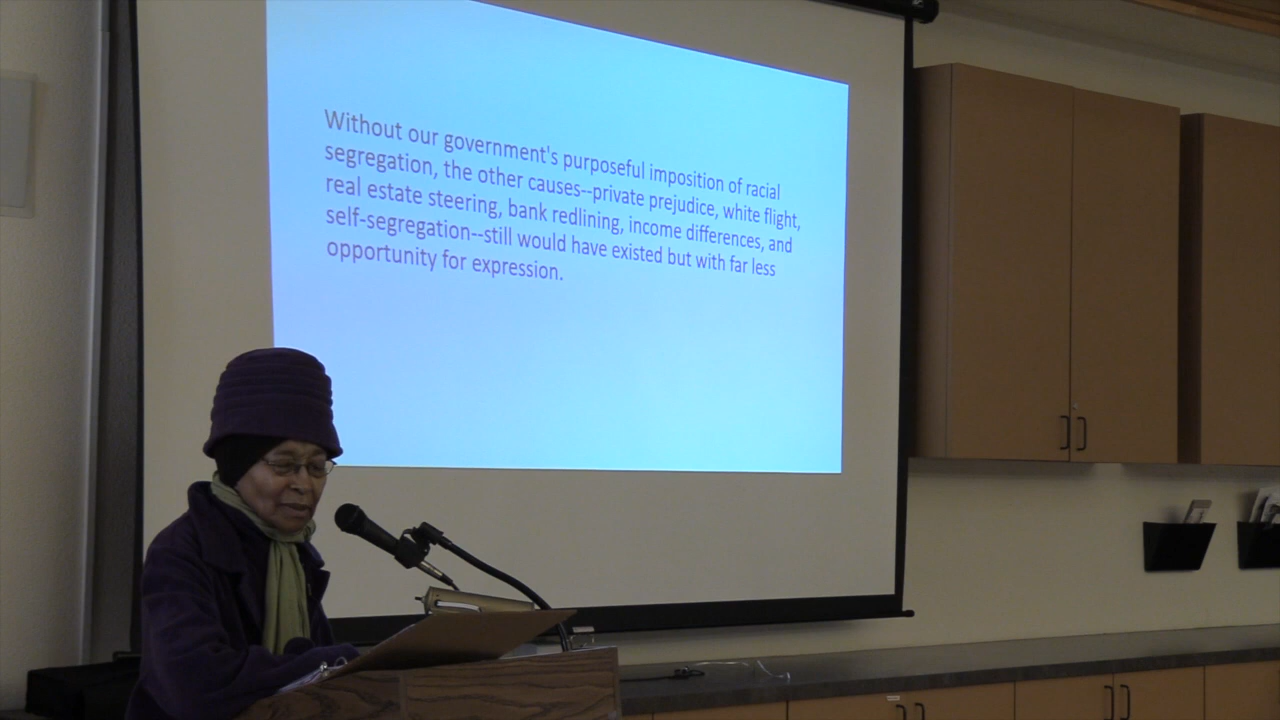 Without our government's purposeful imposition of racial
segregation, the other causes--private prejudice, white flight,
real estate steering, bank redlining, income differences, and
self-segregation--still would have existed but with far less
opportunity for expression.